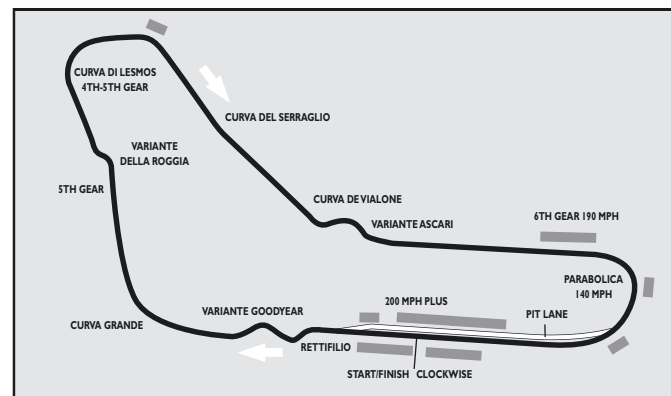 CURVA DI LESMOS
4TH-5TH GEAR
CURVA DEL SERRAGLIO
VARIANTE
DELLA ROGGIA
5TH GEAR
CURVA DE VIALONE
VARIANTE ASCARI
6TH GEAR 190 MPH
PARABOLICA
140 MPH
200 MPH PLUS
PIT LANE
VARIANTE GOODYEAR
CURVA GRANDE
RETTIFILIO
START/FINISH CLOCKWISE